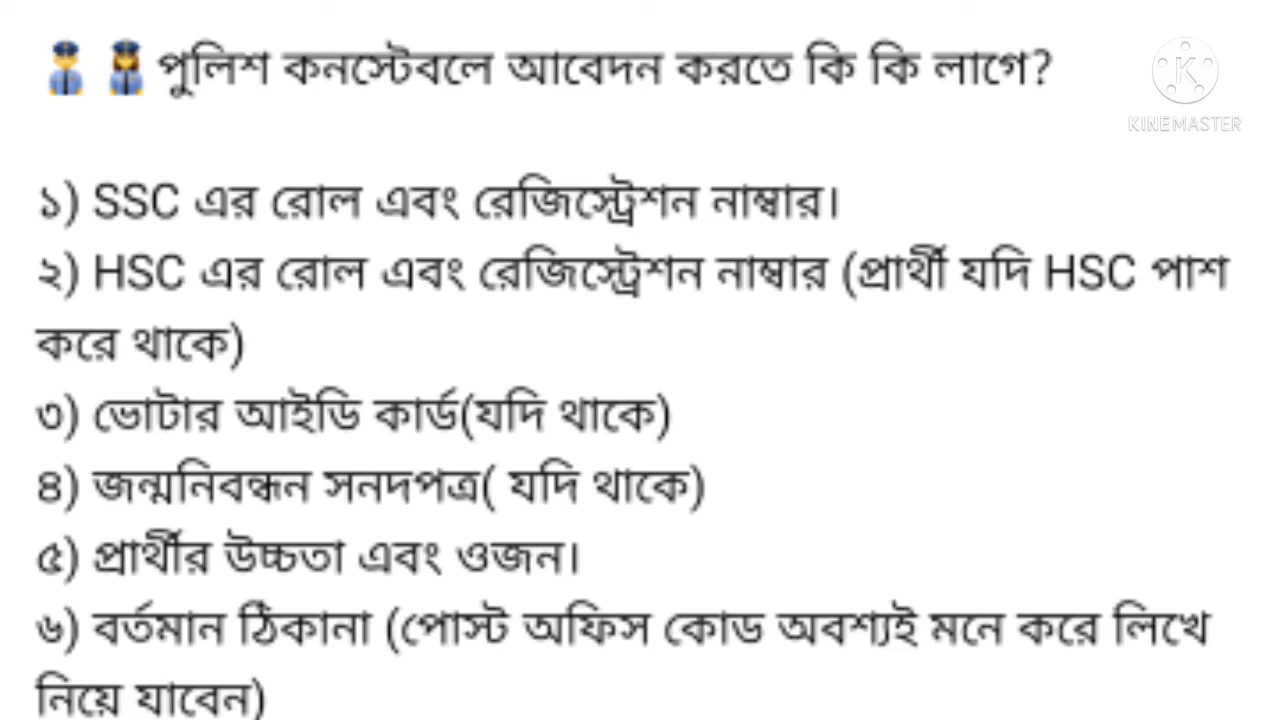 👮‍♂️ 👮‍♀️ পুলিশ কনস্টেবলে আবেদন করতে কি কি লাগে?
KINEMASTER
১) SSC এর রোল এবং রেজিস্ট্রেশন নাম্বার।
২) HSC এর রোল এবং রেজিস্ট্রেশন নাম্বার (প্রার্থী যদি HSC পাশ
করে থাকে)
৩) ভোটার আইডি কার্ড(যদি থাকে)
৪) জন্মনিবন্ধন সনদপত্র( যদি থাকে)
৫) প্রার্থীর উচ্চতা এবং ওজন।
৬) বর্তমান ঠিকানা (পোস্ট অফিস কোড অবশ্যই মনে করে লিখে
নিয়ে যাবেন)